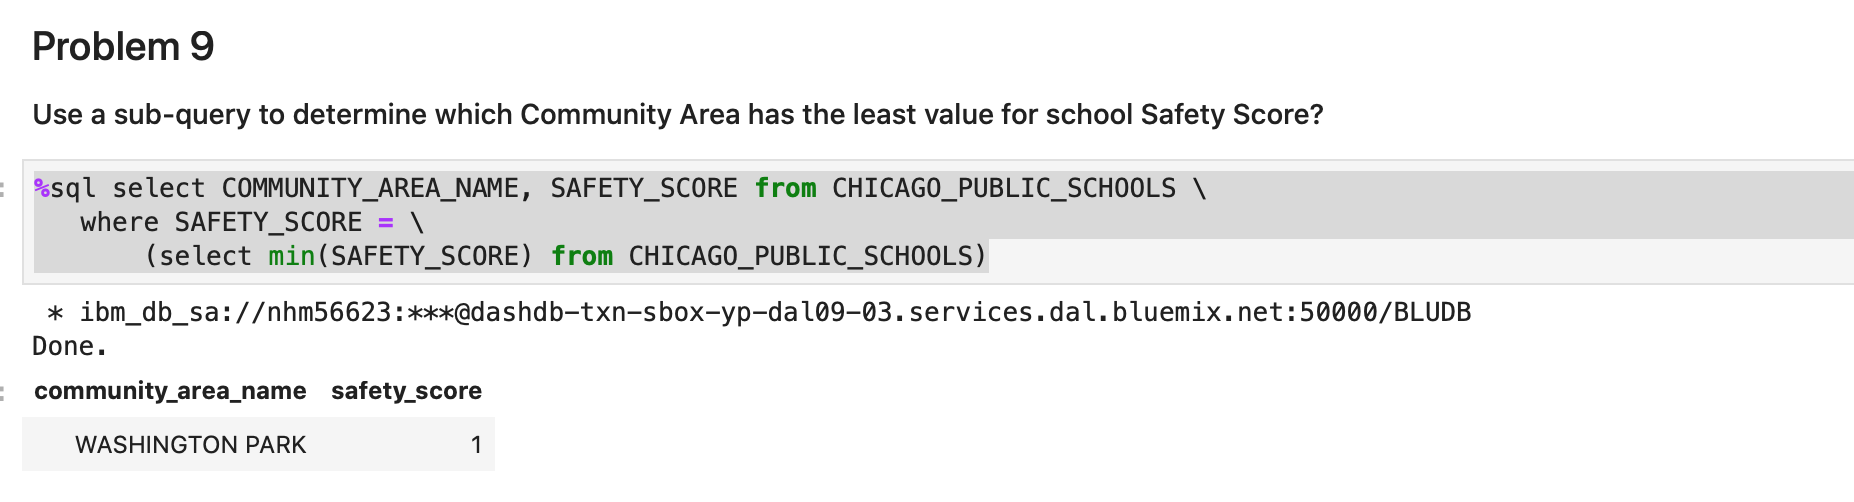 Problem 9
Use a sub-query to determine which Community Area has the least value for school Safety Score?
%sql select COMMUNITY_AREA_NAME, SAFETY_SCORE from CHICAGO_PUBLIC_SCHOOLS \
where SAFETY_SCORE = \
(select min(SAFETY_SCORE) from CHICAGO_PUBLIC_SCHOOLS)
* ibm_db_sa://nhm56623:***@dashdb-txn-sbox-yp-dal09-03.services.dal.bluemix.net:50000/BLUDB
Done.
community_area_name safety_score
WASHINGTON PARK 1